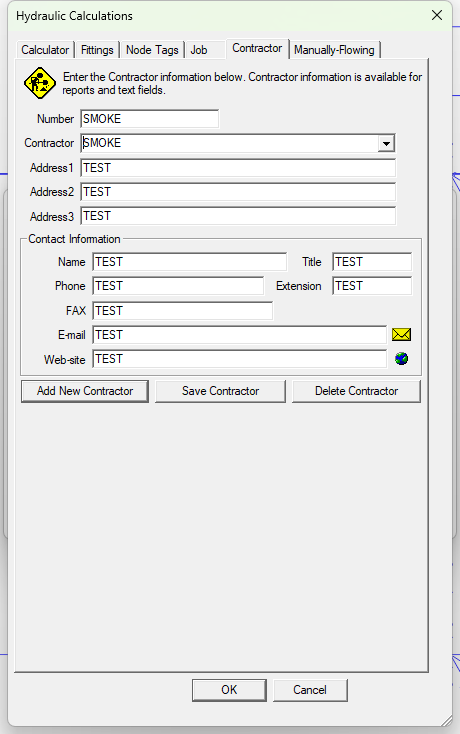 Hydraulic Calculations
Calculator Fittings Node Tags Job Contractor Manually-Flowing
Enter the Contractor information below. Contractor information is available for
reports and text fields.
Number SMOKE
Contractor SMOKE
Address1 TEST
Address2 TEST
Address3 TEST
Contact Information
Name TEST Title TEST
Phone TEST Extension TEST
FAX TEST
E-mail TEST
Web-site TEST
Add New Contractor Save Contractor Delete Contractor
OK Cancel